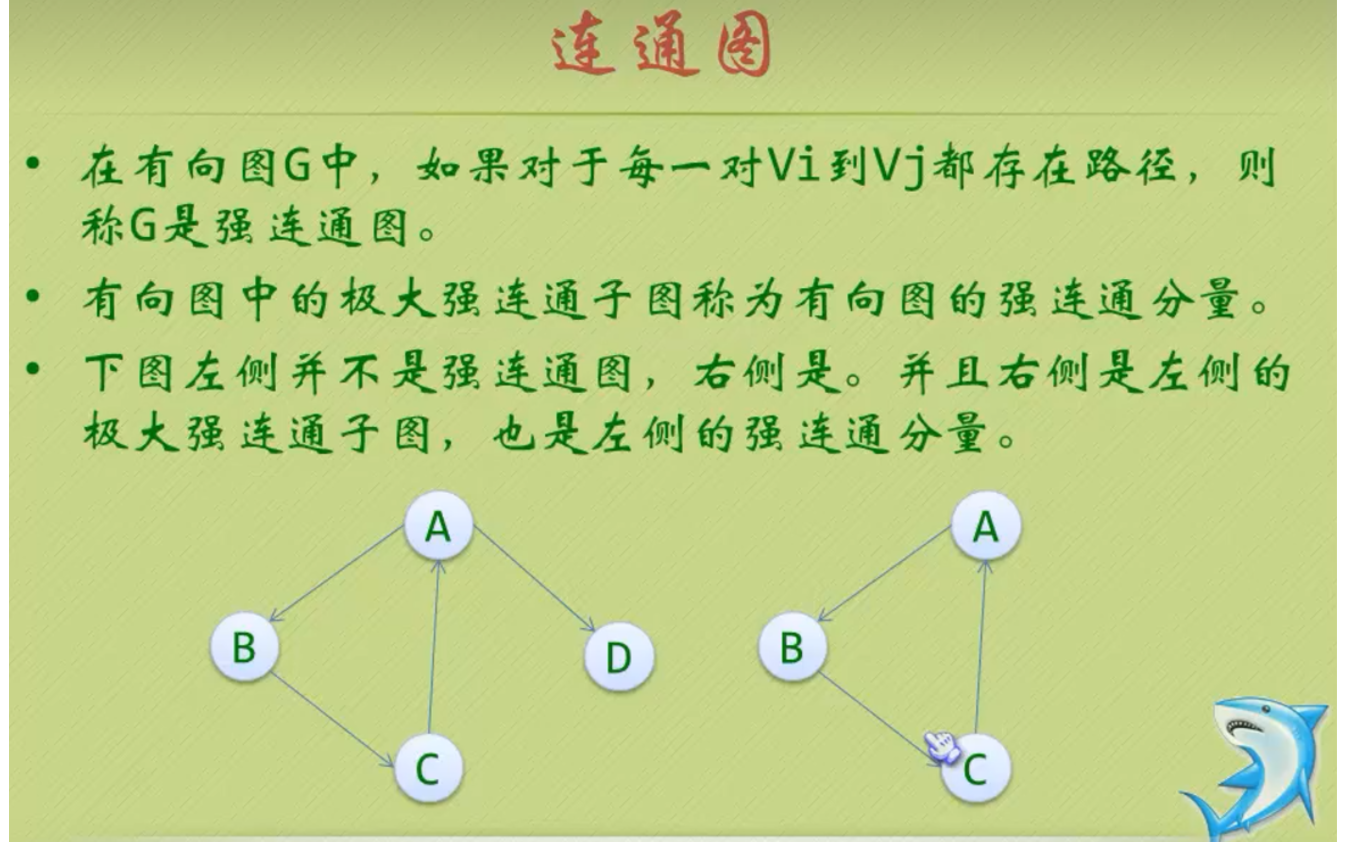 连通图
• 在有向图G中，如果对于每一对Vi到Vj都存在路径，则
称G是强连通图。
• 有向图中的极大强连通子图称为有向图的强连通分量。
• 下图左侧并不是强连通图，右侧是。并且右侧是左侧的
极大强连通子图，也是左侧的强连通分量。
A
B
D
C
A
B
C